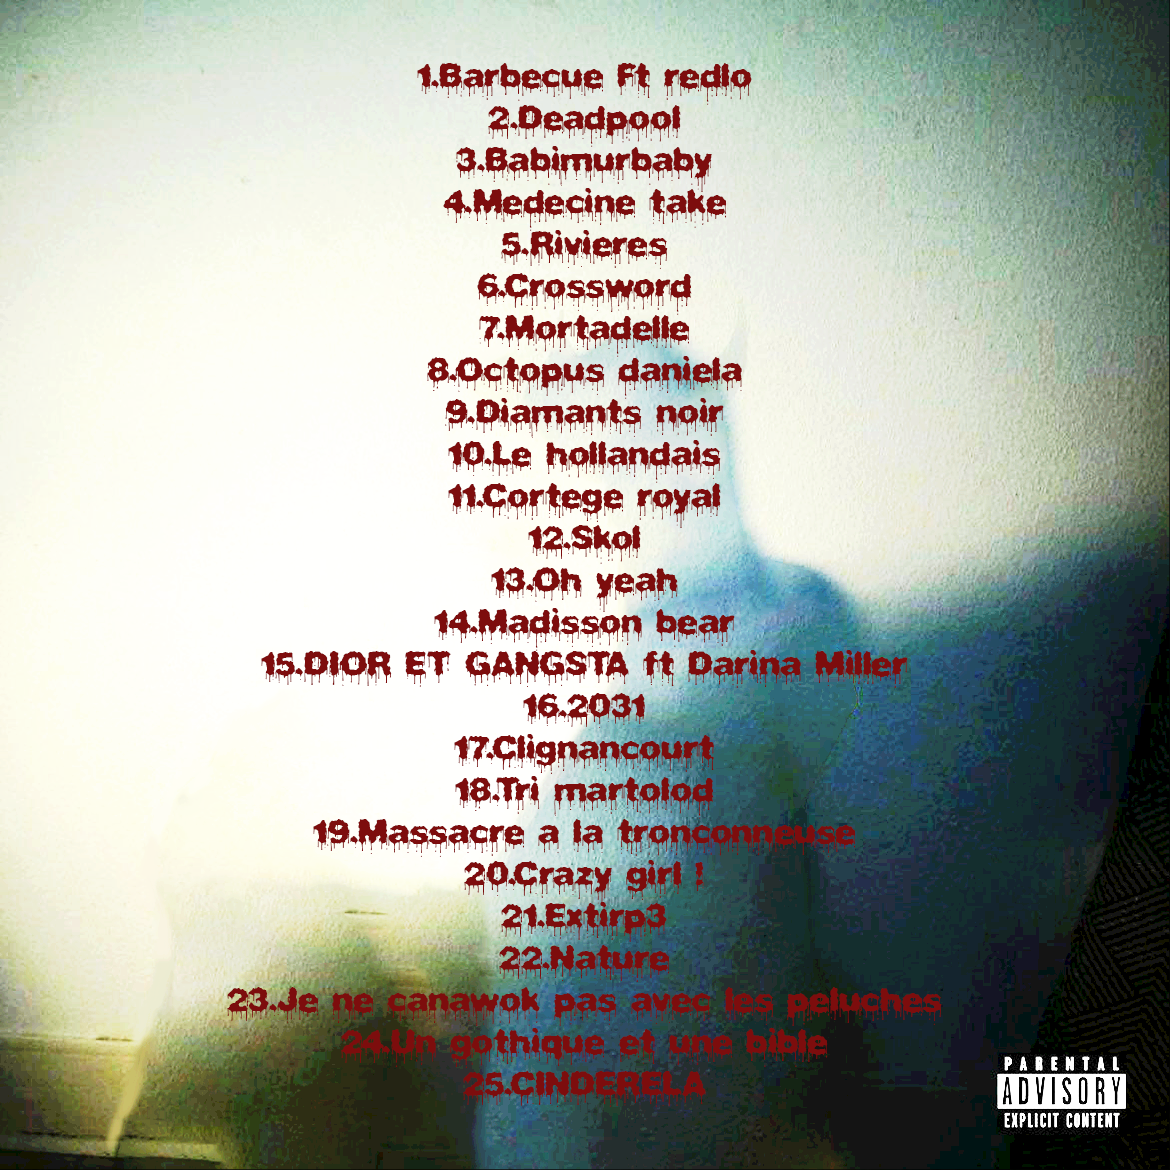 1.Barbecue Ft redlo
2.Deadpool
3.Babimurbaby
4.Medecine take
5.Rivieres
6.Crossword
7.Mortadelle
8.Octopus daniela
9.Diamants noir
10.Le hollandais
11.Cortege royal
12.Skol
13.Oh yeah
14.Madisson bear
15.DIOR ET GANGSTA ft Darina Miller
16.2031
17.Clignancourt
18.Tri martolod
19.Massacre a la tronconneuse
20.Crazy girl !
21.Extirp3
22.Nature
23.Je ne canawok pas avec les peluches
24.Un gothique et une bible
25.CINDERELA
PARENTAL
ADVISORY
EXPLICIT CONTENT